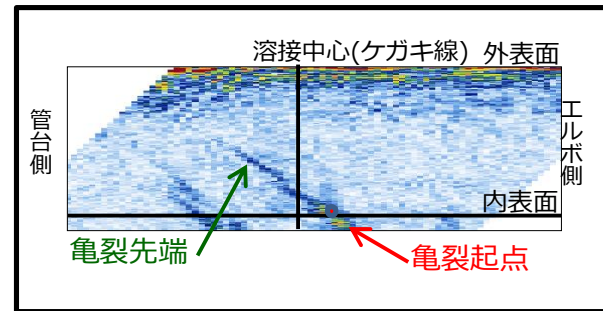 溶接中心(ケガキ線) 外表面
管台側
エルボ側
内表面
亀裂先端
亀裂起点